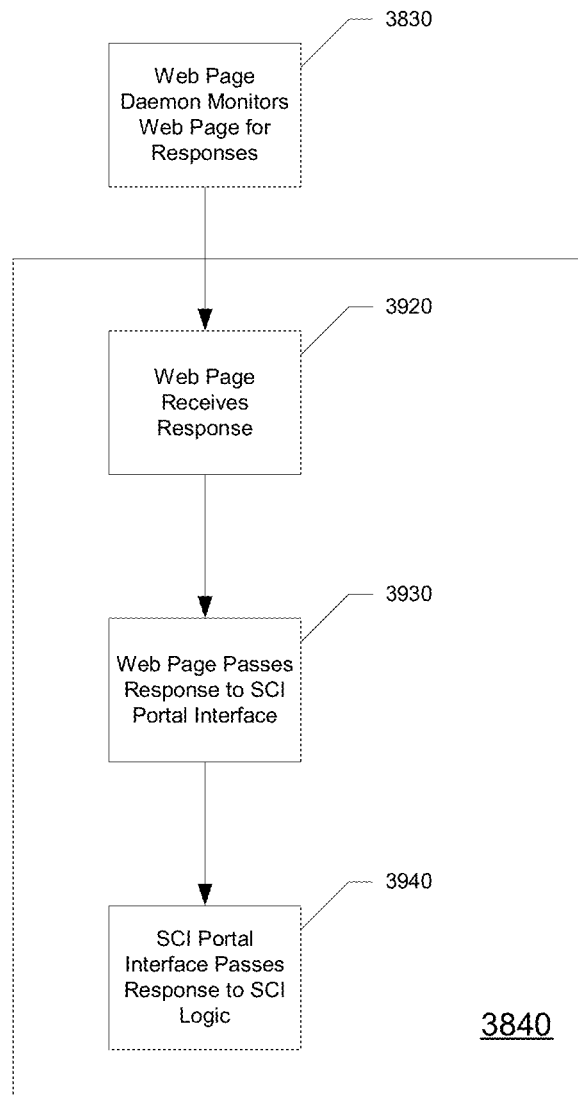 3830
Web Page
Daemon Monitors
Web Page for
Responses
3920
Web Page
Receives
Response
3930
Web Page Passes
Response to SCI
Portal Interface
3940
SCI Portal
Interface Passes
Response to SCI
Logic
3840